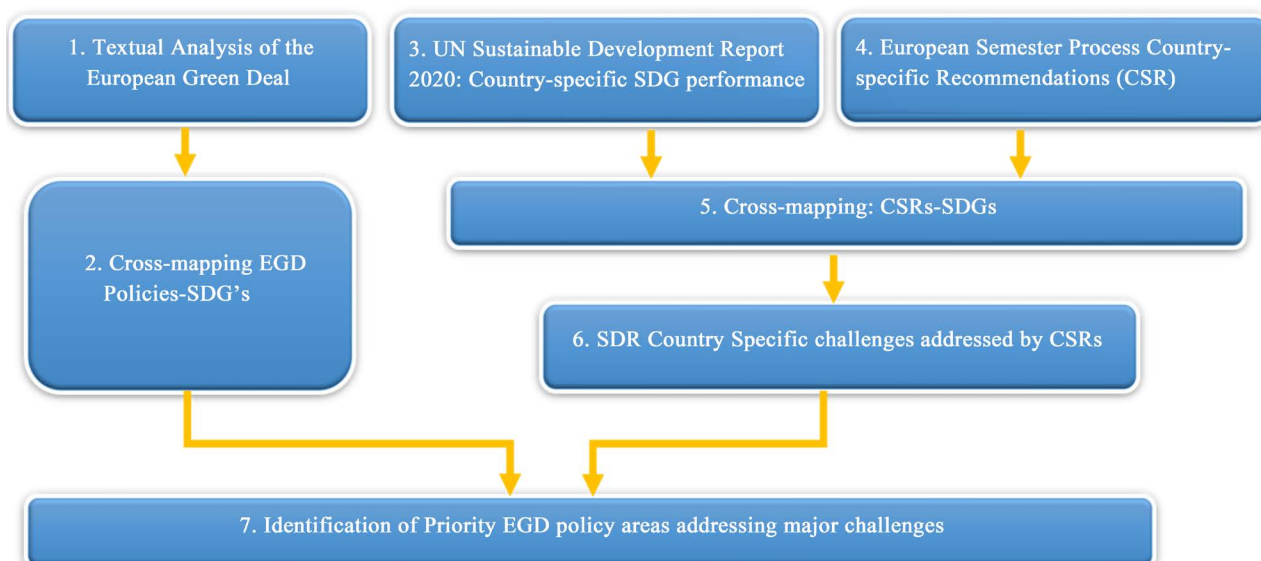 1. Textual Analysis of the
European Green Deal
3. UN Sustainable Development Report
2020: Country-specific SDG performance
4. European Semester Process Country-
specific Recommendations (CSR)
2. Cross-mapping EGD
Policies-SDG's
5. Cross-mapping: CSRs-SDGs
6. SDR Country Specific challenges addressed by CSRs
7. Identification of Priority EGD policy areas addressing major challenges